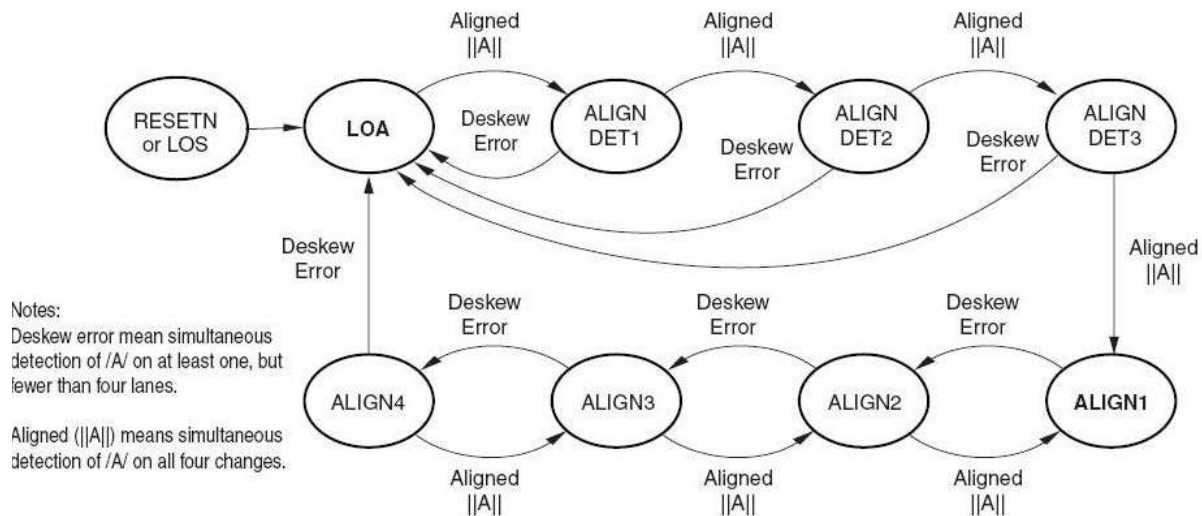 Aligned
||A||
Aligned
||A||
Aligned
||A||
RESETN
or LOS
LOA
Deskew
Error
ALIGN
DET1
Deskew
Error
ALIGN
DET2
Deskew
Error
ALIGN
DET3
Deskew
Error
Aligned
||A||
Notes:
Deskew error mean simultaneous
detection of /A/ on at least one, but
fewer than four lanes.
Aligned (||A||) means simultaneous
detection of /A/ on all four changes.
Deskew
Error
Deskew
Error
Deskew
Error
ALIGN4
ALIGN3
ALIGN2
ALIGN1
Aligned
||A||
Aligned
||A||
Aligned
||A||